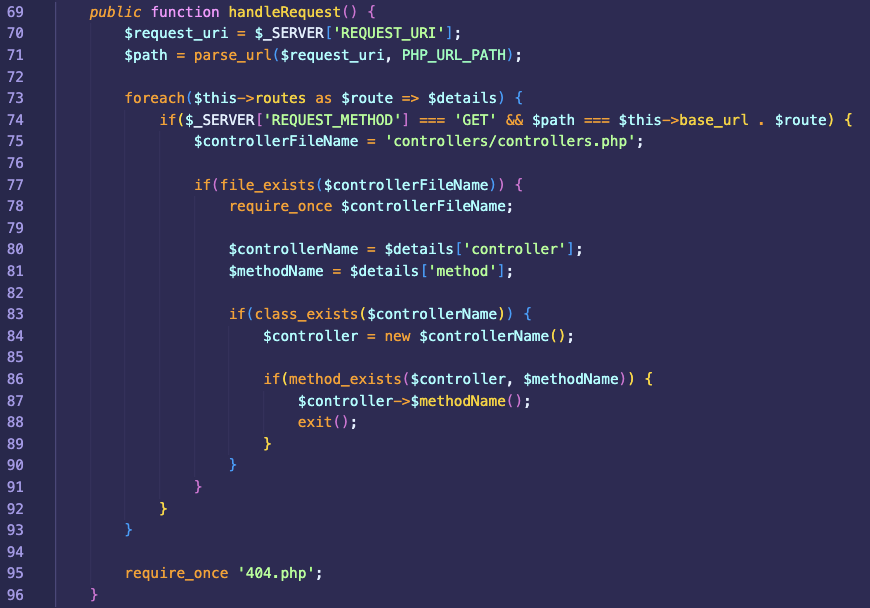 69 public function handleRequest() {
70 $request_uri = $_SERVER['REQUEST_URI'];
71 $path = parse_url($request_uri, PHP_URL_PATH);
72
73 foreach($this->routes as $route => $details) {
74 if($_SERVER['REQUEST_METHOD'] === 'GET' && $path === $this->base_url . $route) {
75 $controllerFileName = 'controllers/controllers.php';
76
77 if(file_exists($controllerFileName)) {
78 require_once $controllerFileName;
79
80 $controllerName = $details['controller'];
81 $methodName = $details['method'];
82
83 if(class_exists($controllerName)) {
84 $controller = new $controllerName();
85
86 if(method_exists($controller, $methodName)) {
87 $controller->$methodName();
88 exit();
89 }
90 }
91 }
92 }
93 }
94
95 require_once '404.php';
96 }